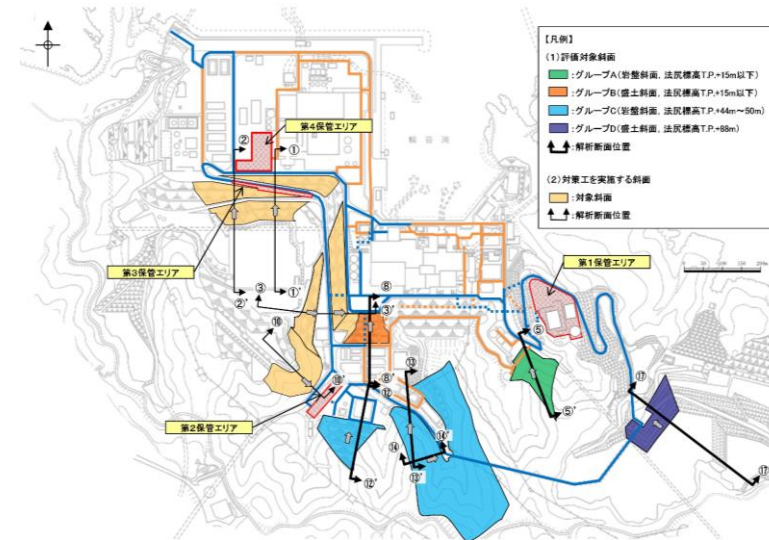 【凡例】
(1)評価対象斜面
:グループA(岩盤斜面, 法尻標高T.P.+15m以下)
:グループB(盛土斜面, 法尻標高T.P.+15m以下)
:グループC(岩盤斜面, 法尻標高T.P.+44m～50m)
:グループD(盛土斜面, 法尻標高T.P.+88m)
:解析断面位置
(2)対策工を実施する斜面
:対象斜面
:解析断面位置
第4保管エリア
②
①
輪谷湾
第3保管エリア
第1保管エリア
②'
③
①'
⑧
③'
⑯
⑤
⑬
⑧'
⑫
⑰
⑯'
⑤'
第2保管エリア
⑭
⑭'
⑬'
⑫'
⑰'